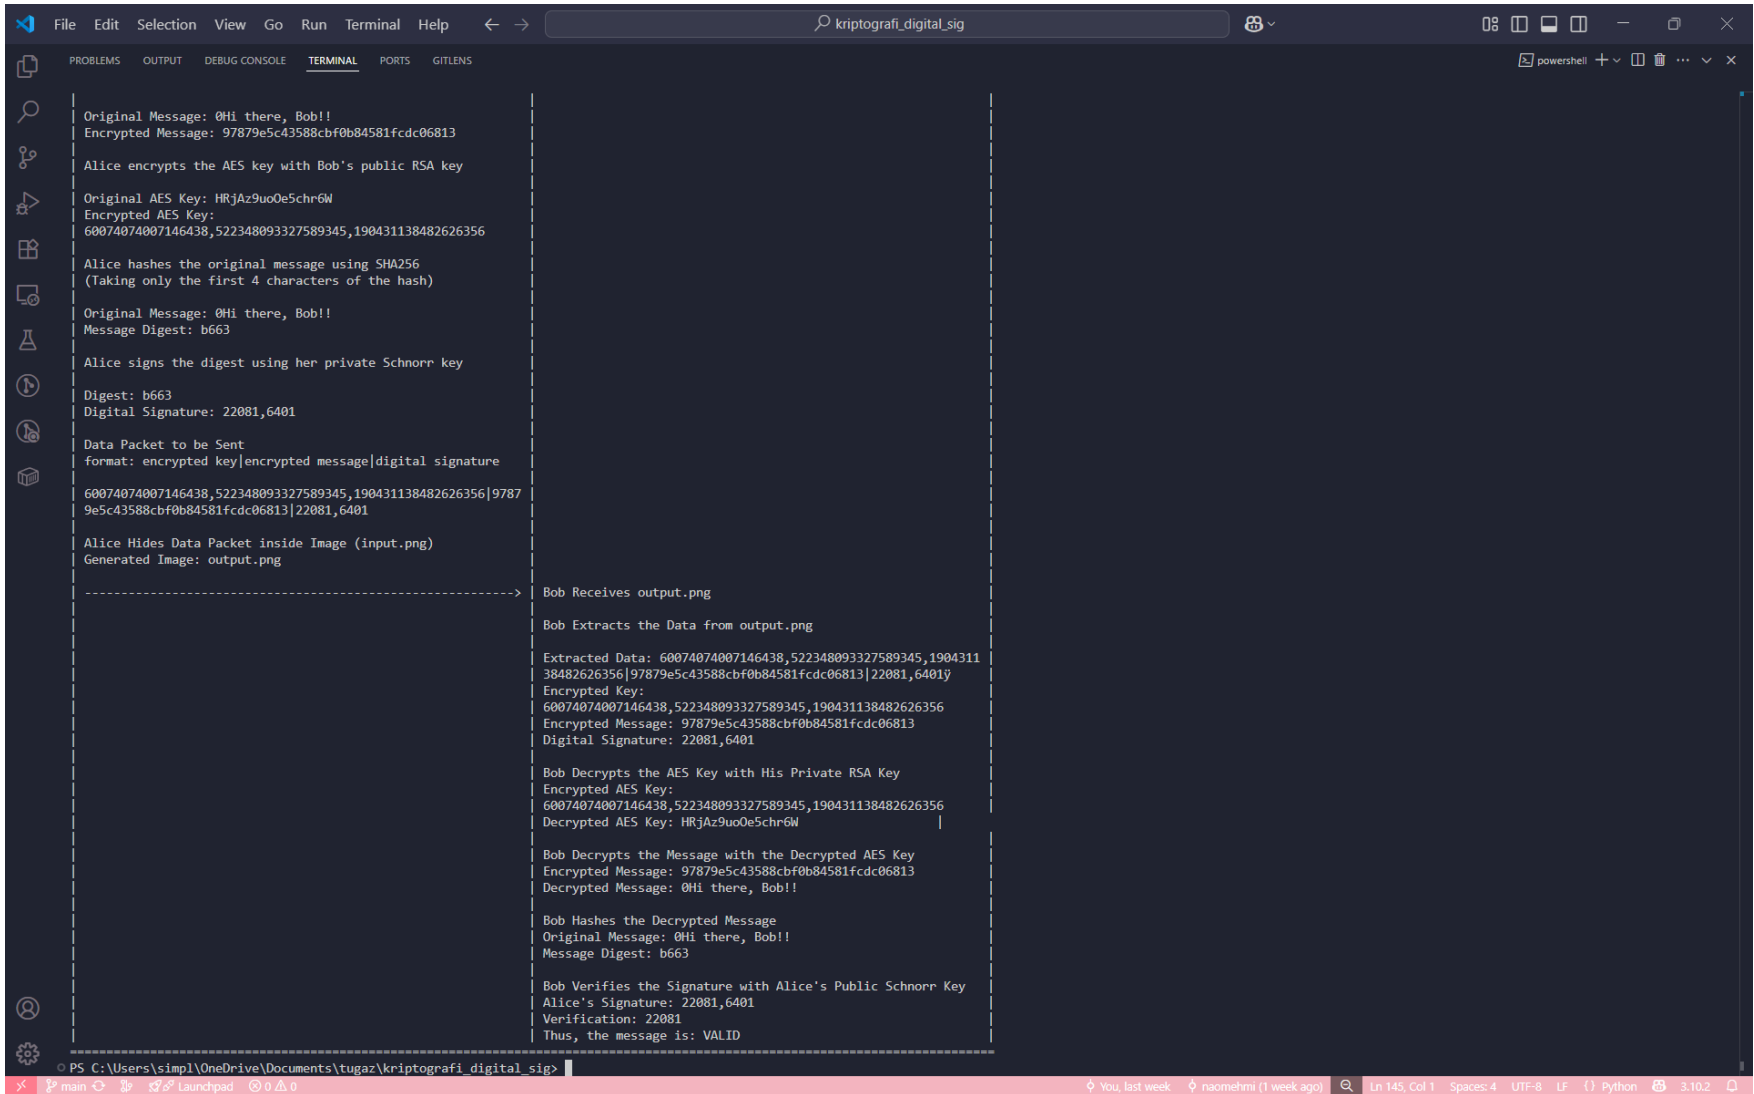 File Edit Selection View Go Run Terminal Help
kriptografi_digital_sig
PROBLEMS OUTPUT DEBUG CONSOLE TERMINAL PORTS GITLENS
powershell
Original Message: 0Hi there, Bob!!
Encrypted Message: 97879e5c43588cbf0b84581fcdc06813
Alice encrypts the AES key with Bob's public RSA key
Original AES Key: HRjAz9uoOe5chr6W
Encrypted AES Key:
60074074007146438,522348093327589345,190431138482626356
Alice hashes the original message using SHA256
(Taking only the first 4 characters of the hash)
Original Message: 0Hi there, Bob!!
Message Digest: b663
Alice signs the digest using her private Schnorr key
Digest: b663
Digital Signature: 22081,6401
Data Packet to be Sent
format: encrypted key|encrypted message|digital signature
60074074007146438,522348093327589345,190431138482626356|9787
9e5c43588cbf0b84581fcdc06813|22081,6401
Alice Hides Data Packet inside Image (input.png)
Generated Image: output.png
----------------------------------------------------------->
Bob Receives output.png
Bob Extracts the Data from output.png
Extracted Data: 60074074007146438,522348093327589345,1904311
38482626356|97879e5c43588cbf0b84581fcdc06813|22081,6401ÿ
Encrypted Key:
60074074007146438,522348093327589345,190431138482626356
Encrypted Message: 97879e5c43588cbf0b84581fcdc06813
Digital Signature: 22081,6401
Bob Decrypts the AES Key with His Private RSA Key
Encrypted AES Key:
60074074007146438,522348093327589345,190431138482626356
Decrypted AES Key: HRjAz9uoOe5chr6W |
Bob Decrypts the Message with the Decrypted AES Key
Encrypted Message: 97879e5c43588cbf0b84581fcdc06813
Decrypted Message: 0Hi there, Bob!!
Bob Hashes the Decrypted Message
Original Message: 0Hi there, Bob!!
Message Digest: b663
Bob Verifies the Signature with Alice's Public Schnorr Key
Alice's Signature: 22081,6401
Verification: 22081
Thus, the message is: VALID
PS C:\Users\simpl\OneDrive\Documents\tugaz\kriptografi_digital_sig>
main Launchpad 0 0 You, last week naomehmi (1 week ago) Ln 145, Col 1 Spaces: 4 UTF-8 LF {} Python 3.10.2